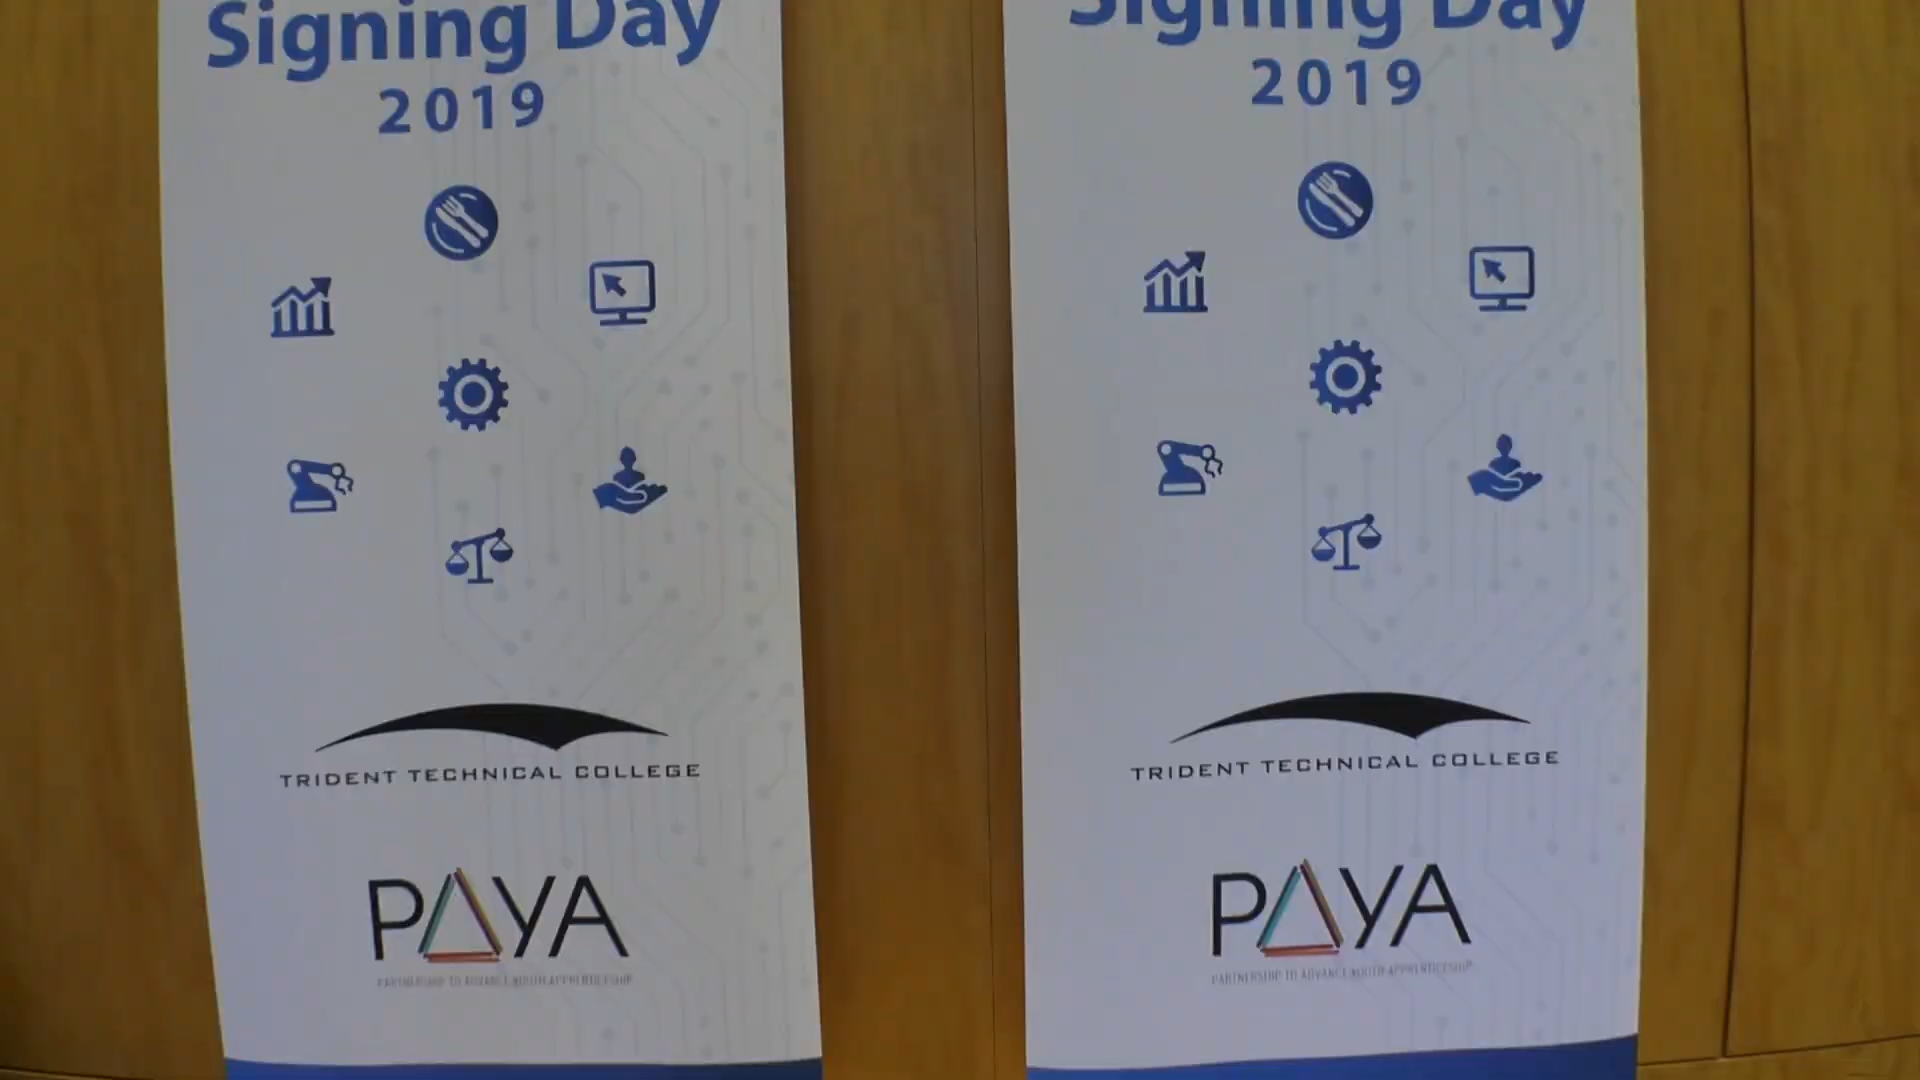 Signing Day
2019
TRIDENT TECHNICAL COLLEGE
PAYA
PARTNERSHIP TO ADVANCE YOUTH APPRENTICESHIP
Signing Day
2019
TRIDENT TECHNICAL COLLEGE
PAYA
PARTNERSHIP TO ADVANCE YOUTH APPRENTICESHIP